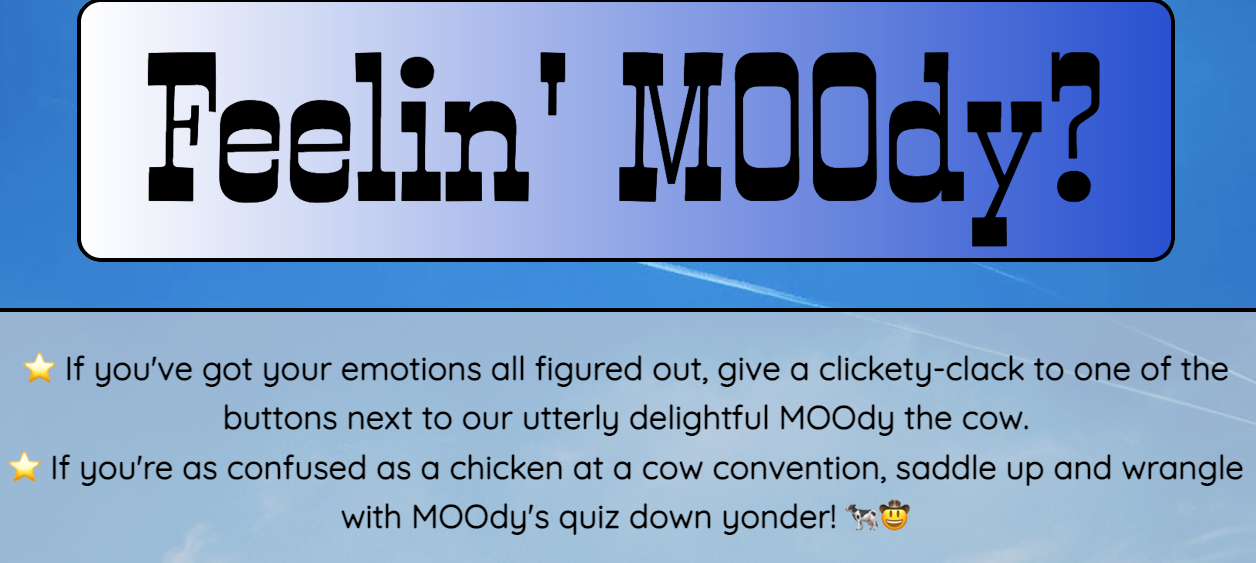 Feelin' MOOdy?
⭐ If you've got your emotions all figured out, give a clickety-clack to one of the
buttons next to our utterly delightful MOOdy the cow.
⭐ If you're as confused as a chicken at a cow convention, saddle up and wrangle
with MOOdy's quiz down yonder! 🐄🤠